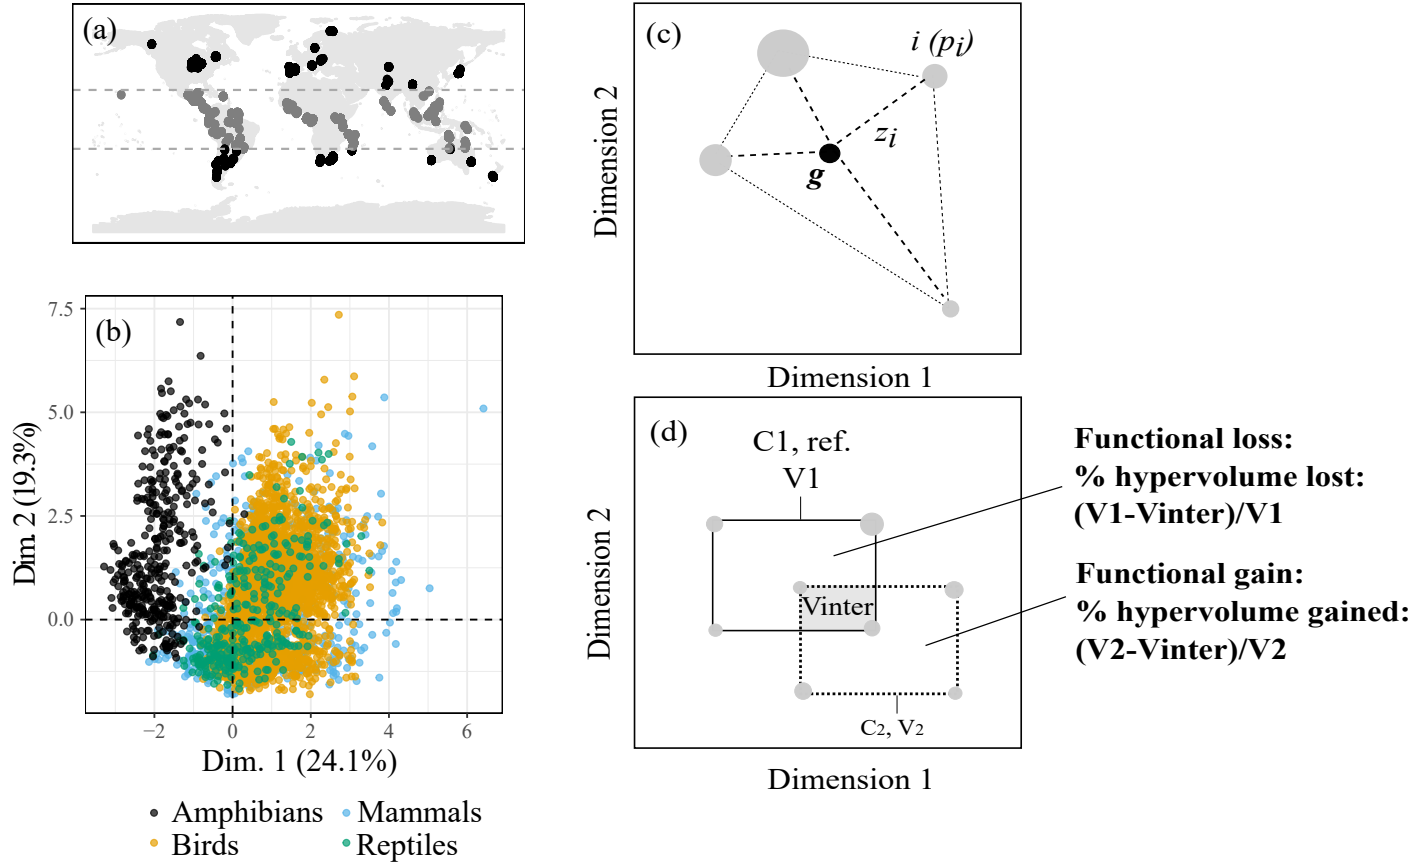 (a)
(b)
7.5
5.0
2.5
0.0
Dim. 2 (19.3%)
−2
0
2
4
6
Dim. 1 (24.1%)
Amphibians
Mammals
Birds
Reptiles
(c)
i (pi)
zi
g
Dimension 2
Dimension 1
(d)
C1, ref.
V1
Vinter
C2, V2
Dimension 2
Dimension 1
Functional loss:
% hypervolume lost:
(V1-Vinter)/V1
Functional gain:
% hypervolume gained:
(V2-Vinter)/V2